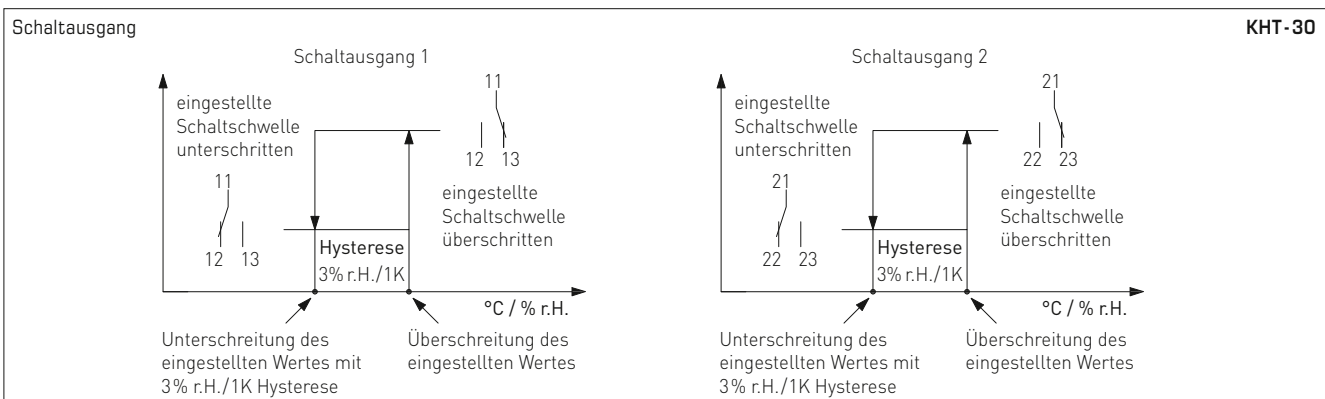 Schaltausgang
KHT-30
Schaltausgang 1
eingestellte
Schaltschwelle
unterschritten
11
12 13
11
12 13
eingestellte
Schaltschwelle
überschritten
Hysterese
3% r.H./1K
°C / % r.H.
Unterschreitung des
eingestellten Wertes mit
3% r.H./1K Hysterese
Überschreitung des
eingestellten Wertes
Schaltausgang 2
eingestellte
Schaltschwelle
unterschritten
21
22 23
21
22 23
eingestellte
Schaltschwelle
überschritten
Hysterese
3% r.H./1K
°C / % r.H.
Unterschreitung des
eingestellten Wertes mit
3% r.H./1K Hysterese
Überschreitung des
eingestellten Wertes